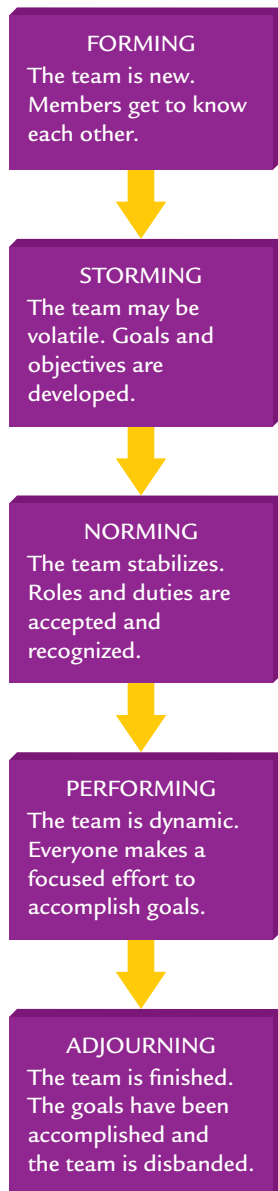 FORMING
The team is new.
Members get to know
each other.
STORMING
The team may be
volatile. Goals and
objectives are
developed.
NORMING
The team stabilizes.
Roles and duties are
accepted and
recognized.
PERFORMING
The team is dynamic.
Everyone makes a
focused effort to
accomplish goals.
ADJOURNING
The team is finished.
The goals have been
accomplished and
the team is disbanded.